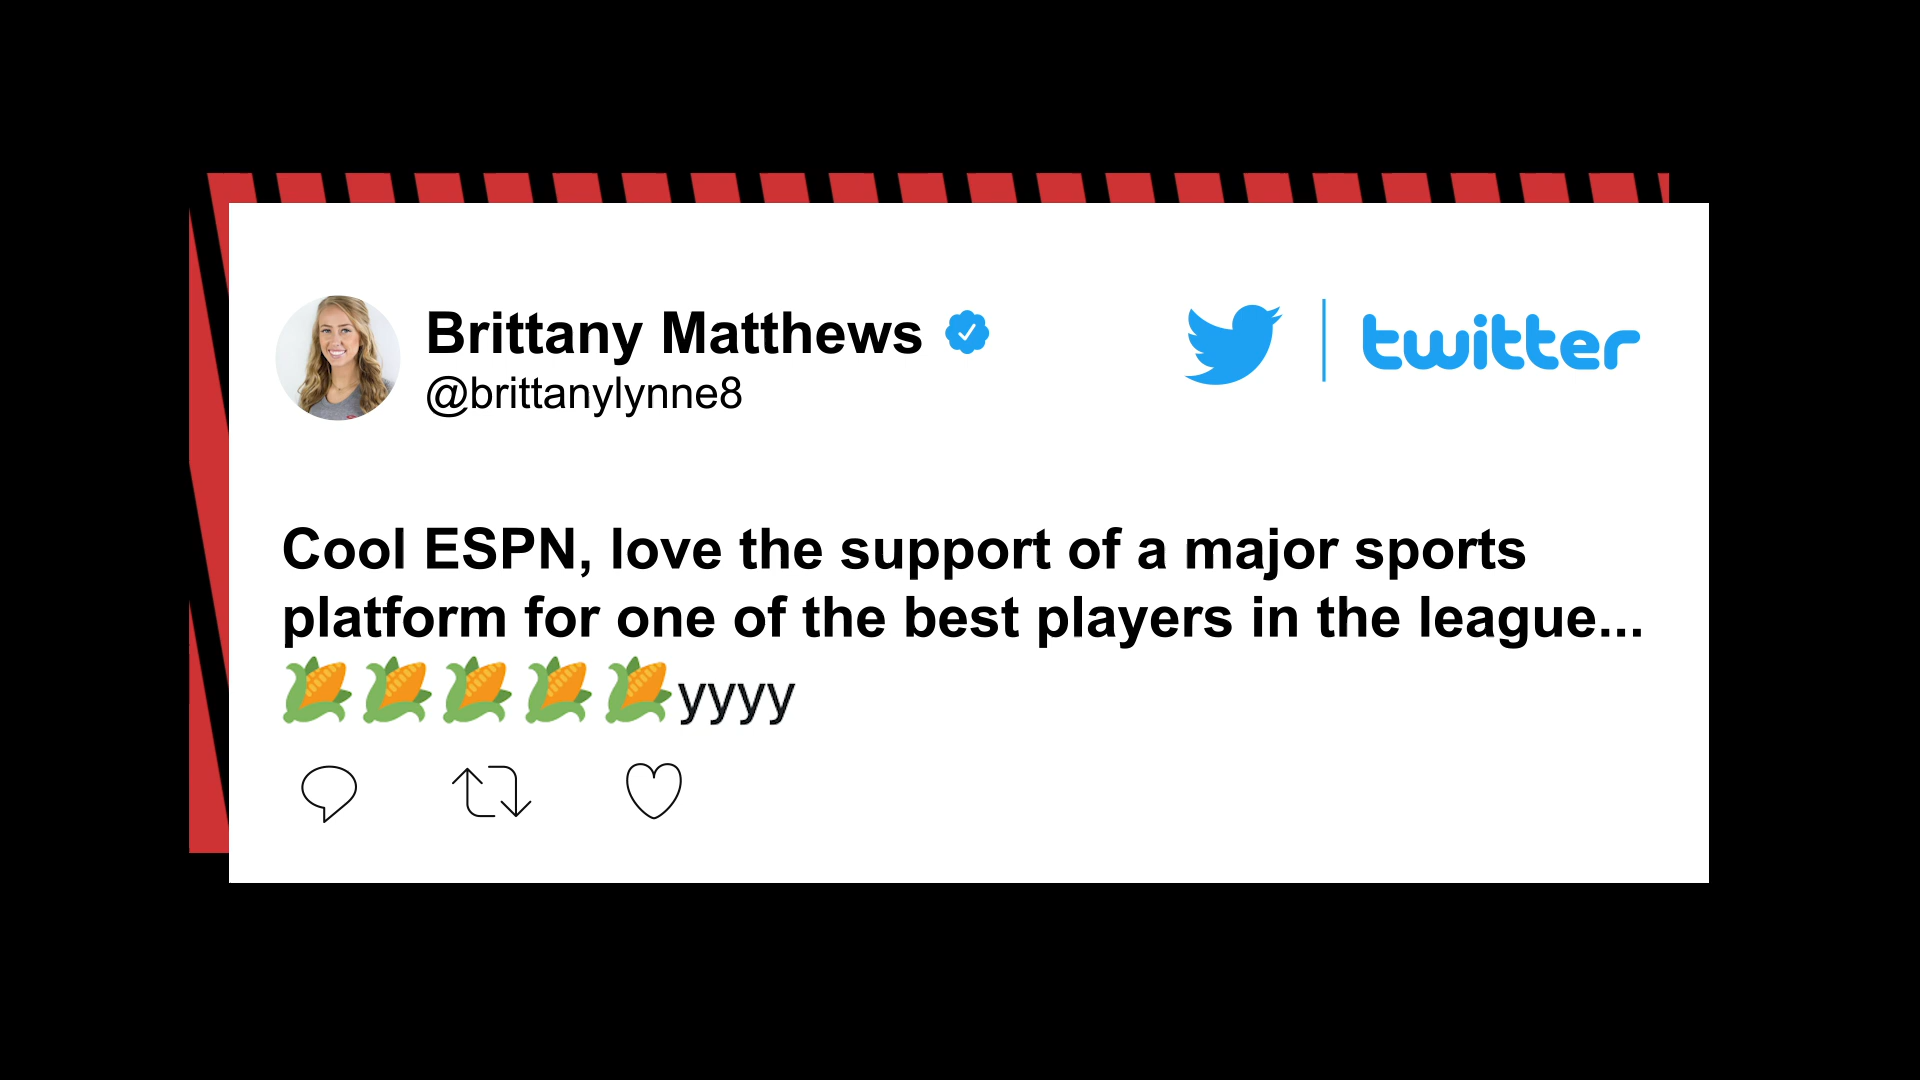 Brittany Matthews
@brittanylynne8
twitter
Cool ESPN, love the support of a major sports
platform for one of the best players in the league...
🌽🌽🌽🌽🌽yyyy